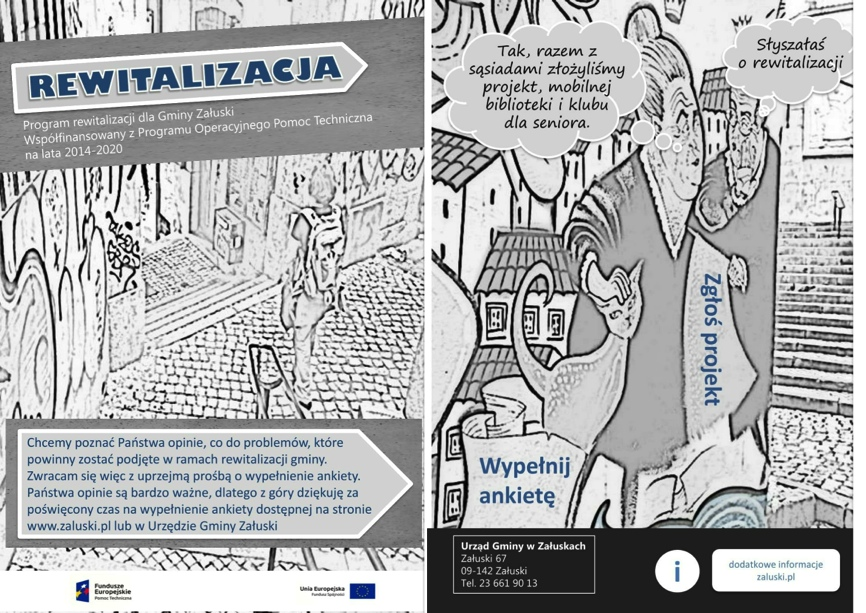 REWITALIZACJA
Program rewitalizacji dla Gminy Załuski
Współfinansowany z Programu Operacyjnego Pomoc Techniczna
na lata 2014-2020
Chcemy poznać Państwa opinie, co do problemów, które
powinny zostać podjęte w ramach rewitalizacji gminy.
Zwracam się więc z uprzejmą prośbą o wypełnienie ankiety.
Państwa opinie są bardzo ważne, dlatego z góry dziękuję za
poświęcony czas na wypełnienie ankiety dostępnej na stronie
www.zaluski.pl lub w Urzędzie Gminy Załuski
Fundusze
Europejskie
Pomoc Techniczna
Unia Europejska
Fundusz Spójności
Tak, razem z
sąsiadami złożyliśmy
projekt, mobilnej
biblioteki i klubu
dla seniora.
Słyszałaś
o rewitalizacji
Zgłoś projekt
Wypełnij
ankietę
Urząd Gminy w Załuskach
Załuski 67
09-142 Załuski
Tel. 23 661 90 13
i
dodatkowe informacje
zaluski.pl